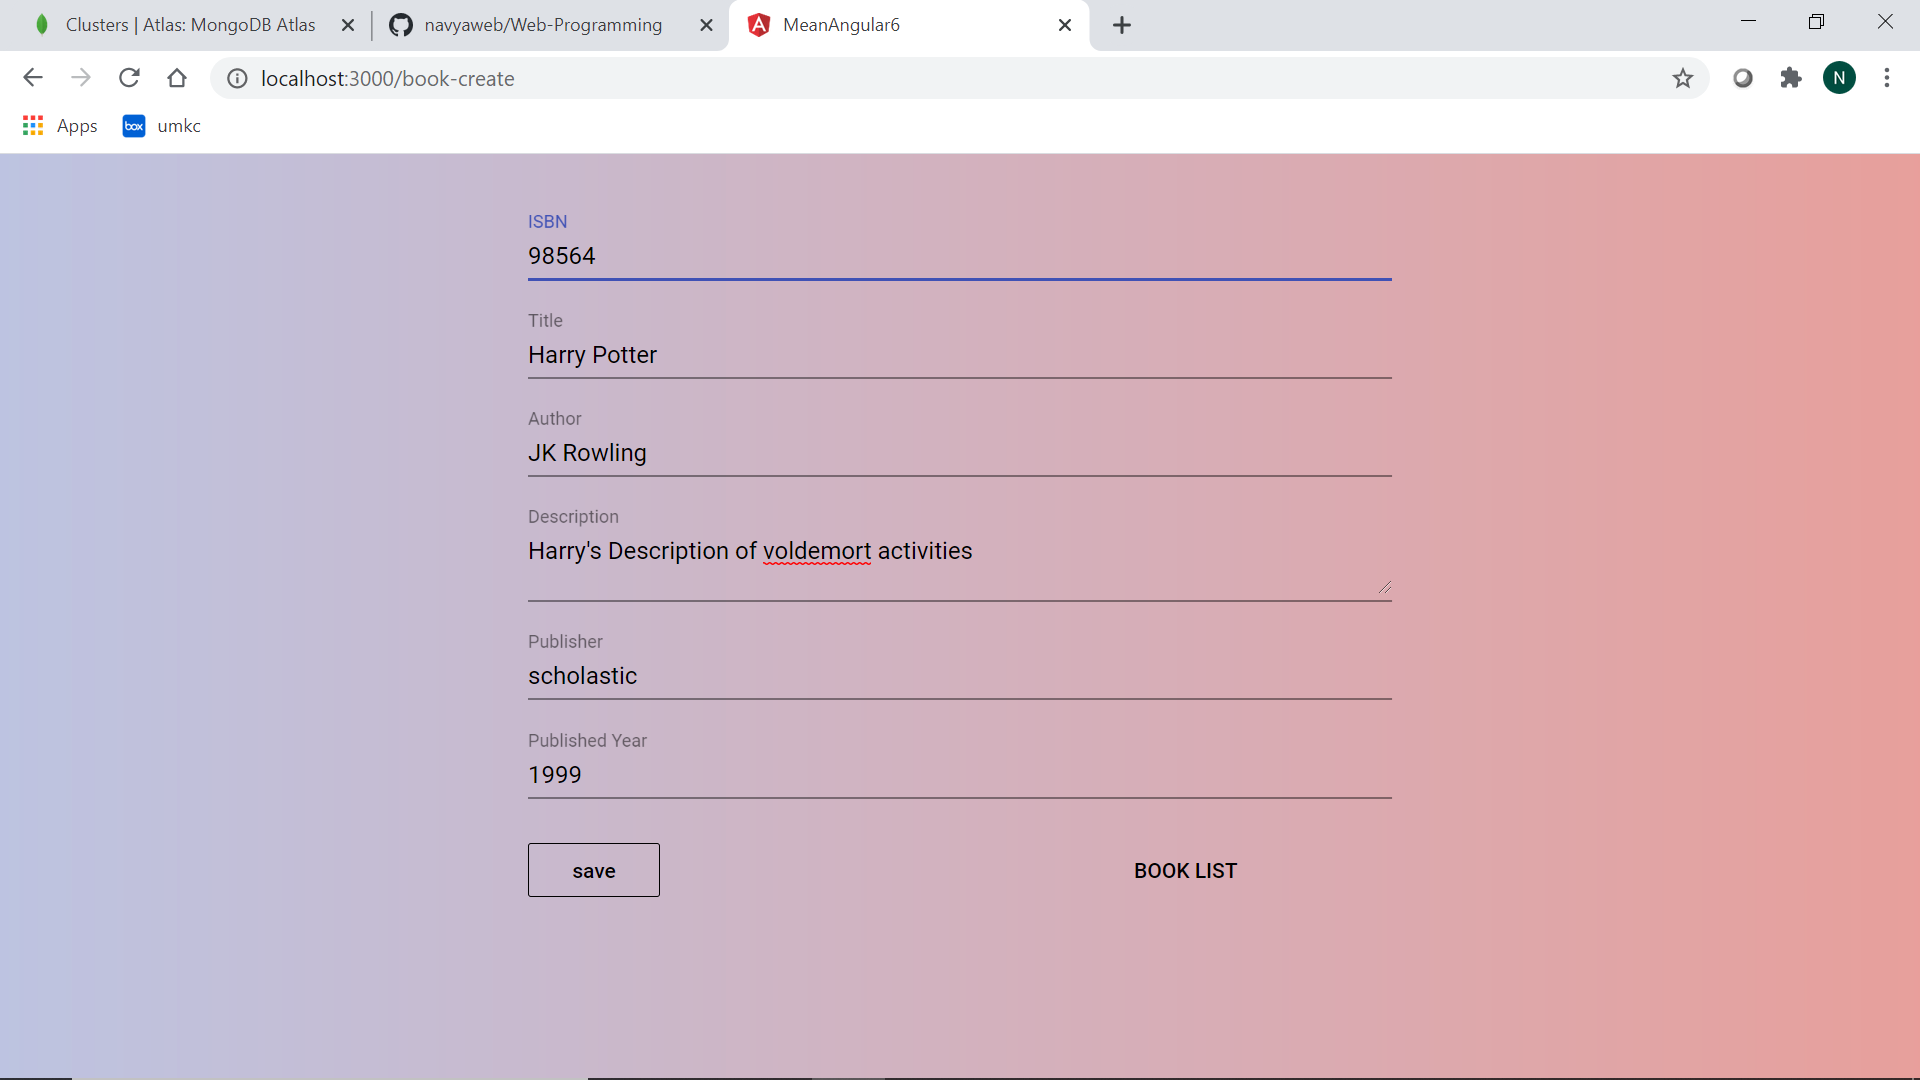 Clusters | Atlas: MongoDB Atlas
navyaweb/Web-Programming
MeanAngular6
localhost:3000/book-create
N
Apps
box
umkc
ISBN
98564
Title
Harry Potter
Author
JK Rowling
Description
Harry's Description of voldemort activities
Publisher
scholastic
Published Year
1999
save
BOOK LIST